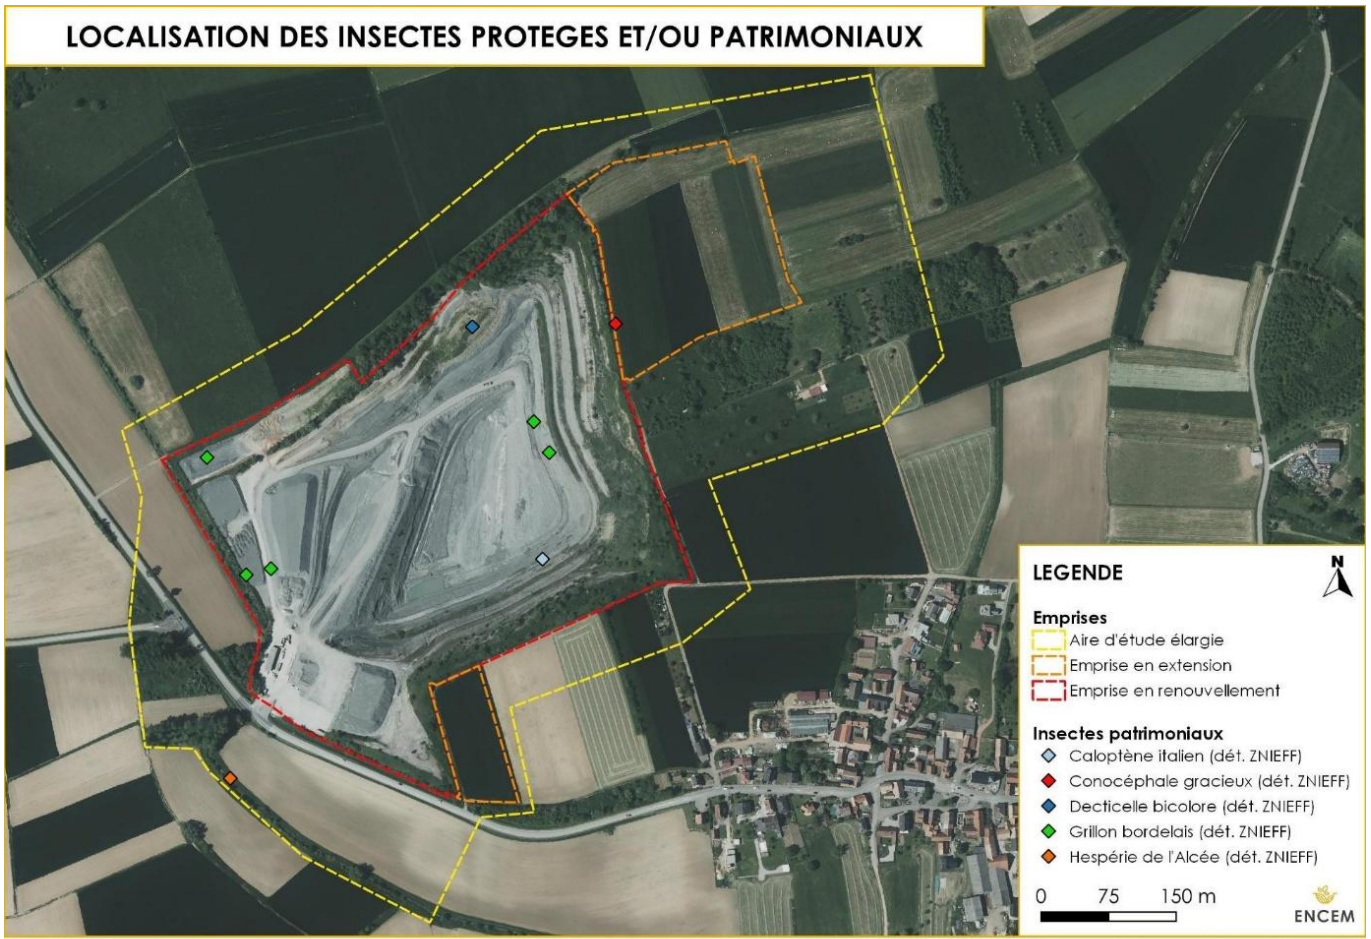 LOCALISATION DES INSECTES PROTEGES ET/OU PATRIMONIAUX
LEGENDE
N
Emprises
Aire d'étude élargie
Emprise en extension
Emprise en renouvellement
Insectes patrimoniaux
Caloptène italien (dét. ZNIEFF)
Conocéphale gracieux (dét. ZNIEFF)
Decticelle bicolore (dét. ZNIEFF)
Grillon bordelais (dét. ZNIEFF)
Hespérie de l'Alcée (dét. ZNIEFF)
0 75 150 m
ENCEM